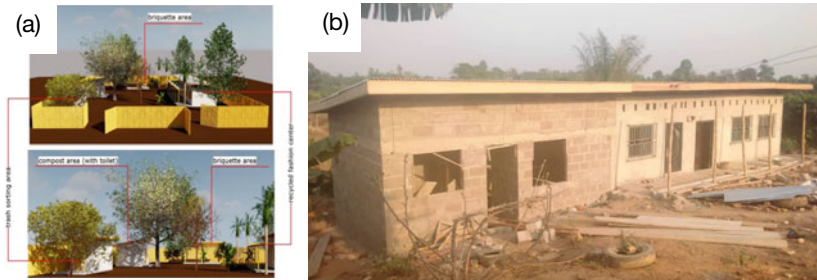 (a)
briquette area
(b)
compost area (with toilet)
briquette area
trash sorting area
recycled fashion center